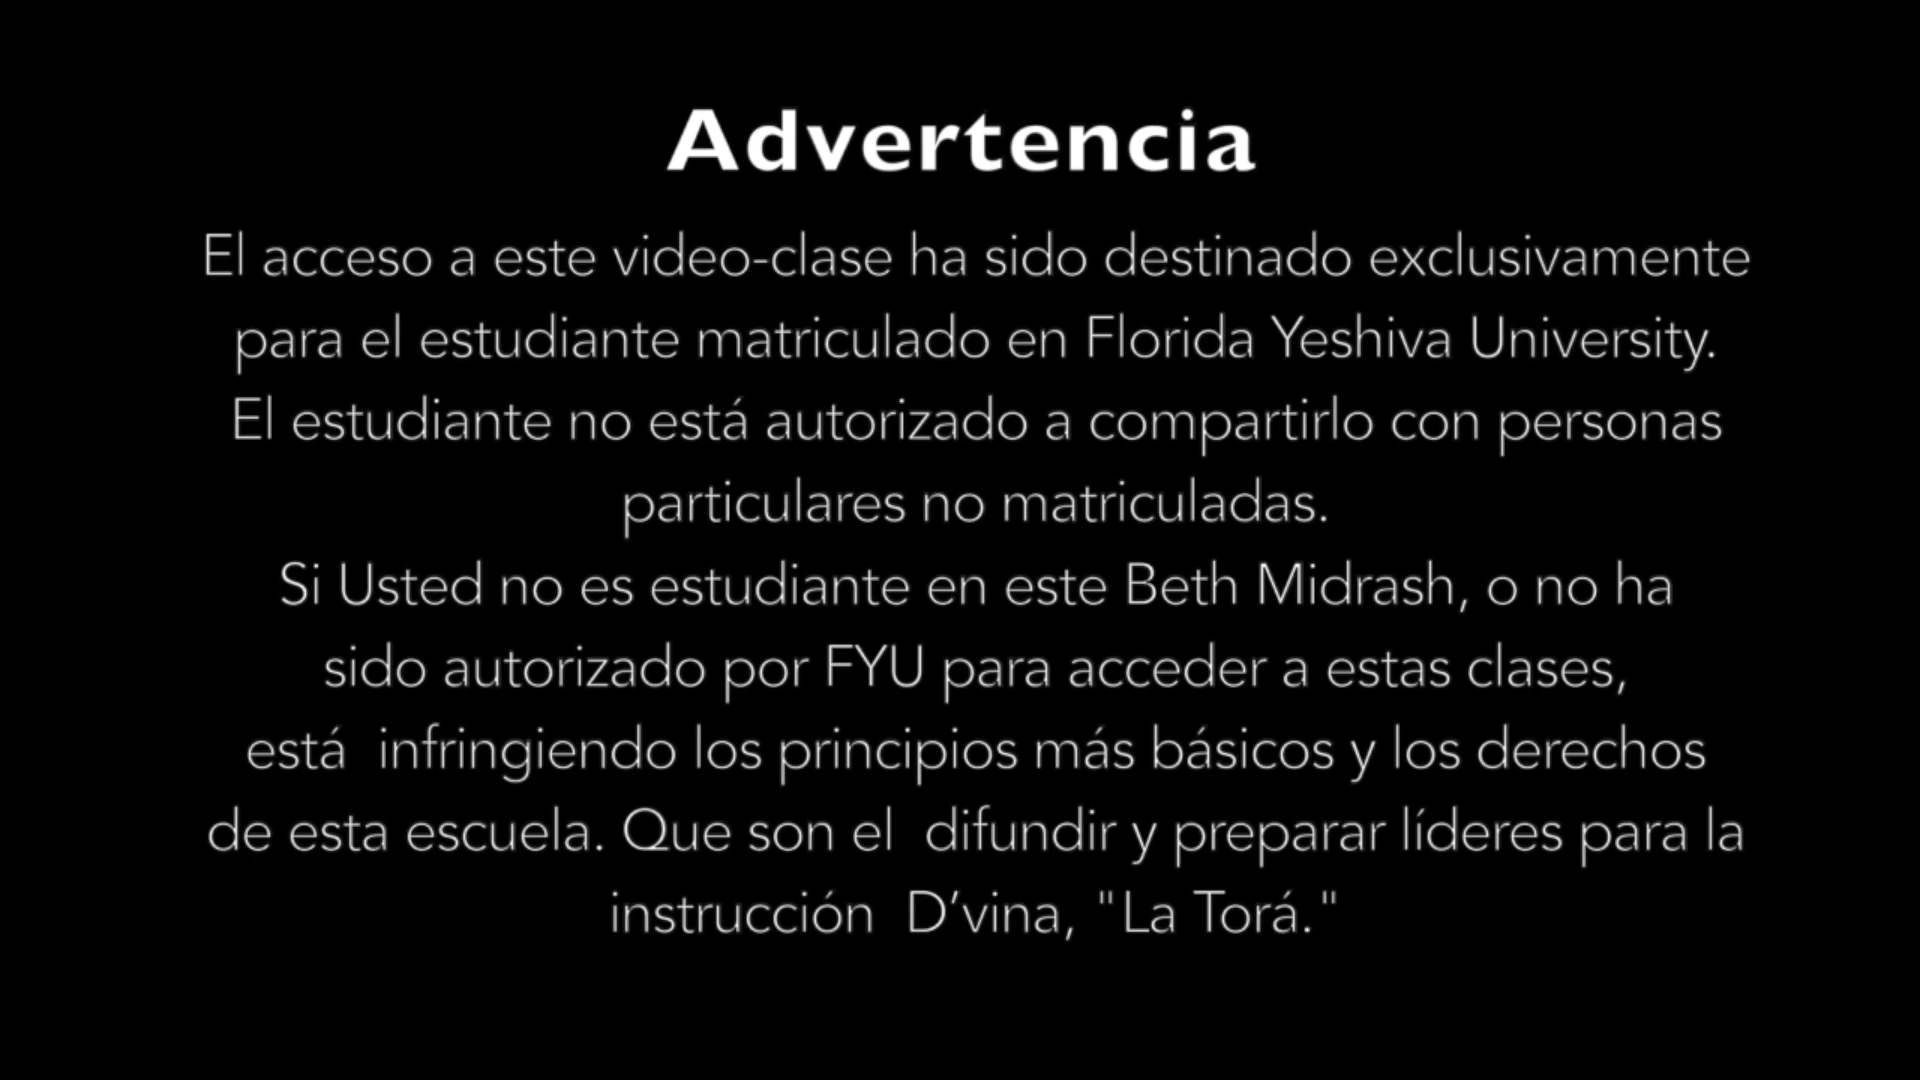 Advertencia
El acceso a este video-clase ha sido destinado exclusivamente
para el estudiante matriculado en Florida Yeshiva University.
El estudiante no está autorizado a compartirlo con personas
particulares no matriculadas.
Si Usted no es estudiante en este Beth Midrash, o no ha
sido autorizado por FYU para acceder a estas clases,
está  infringiendo los principios más básicos y los derechos
de esta escuela. Que son el  difundir y preparar líderes para la
instrucción  D’vina, "La Torá."